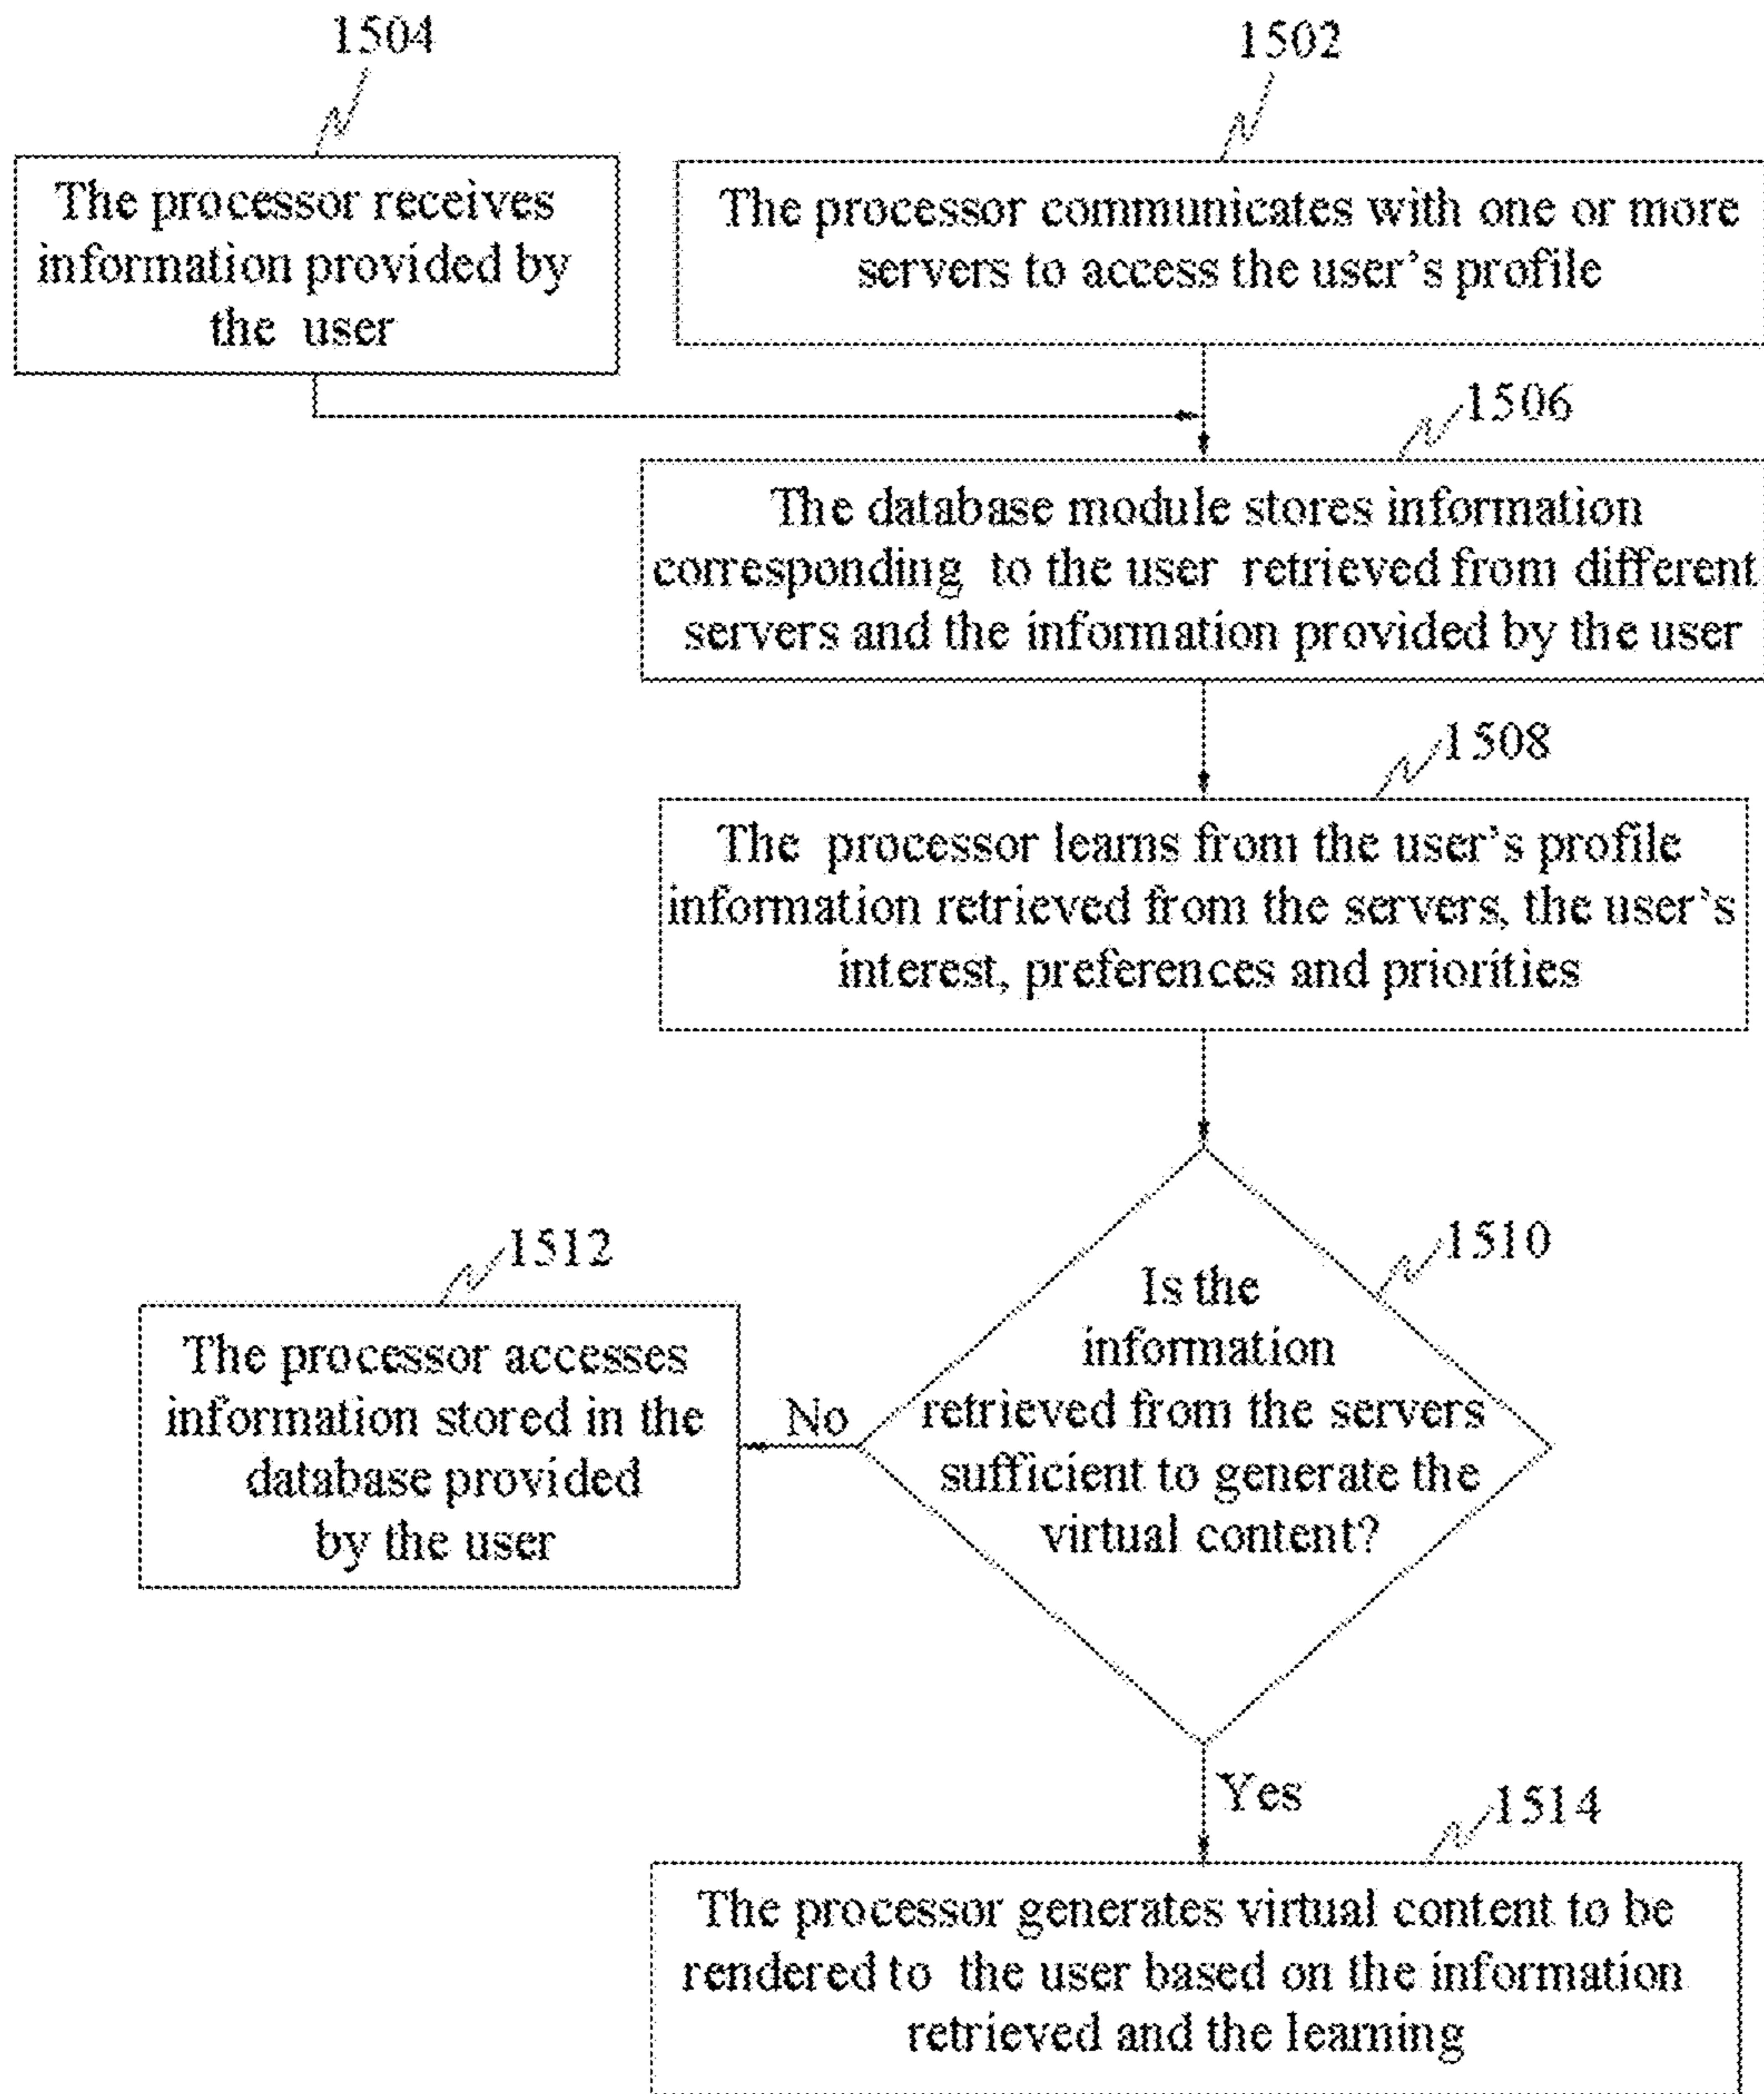 1504
1502
The processor receives
information provided by
the user
The processor communicates with one or more
servers to access the user's profile
1506
The database module stores information
corresponding to the user retrieved from different
servers and the information provided by the user
1508
The processor learns from the user's profile
information retrieved from the servers, the user's
interest, preferences and priorities
1510
Is the
information
retrieved from the servers
sufficient to generate the
virtual content?
1512
The processor accesses
information stored in the
database provided
by the user
No
Yes
1514
The processor generates virtual content to be
rendered to the user based on the information
retrieved and the learning